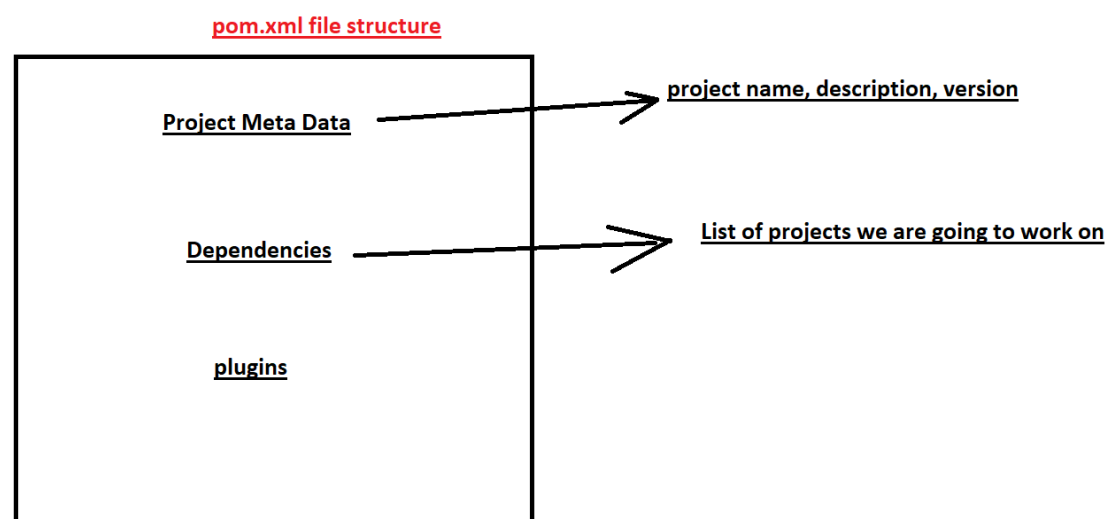 pom.xml file structure
project name, description, version
Project Meta Data
List of projects we are going to work on
Dependencies
plugins